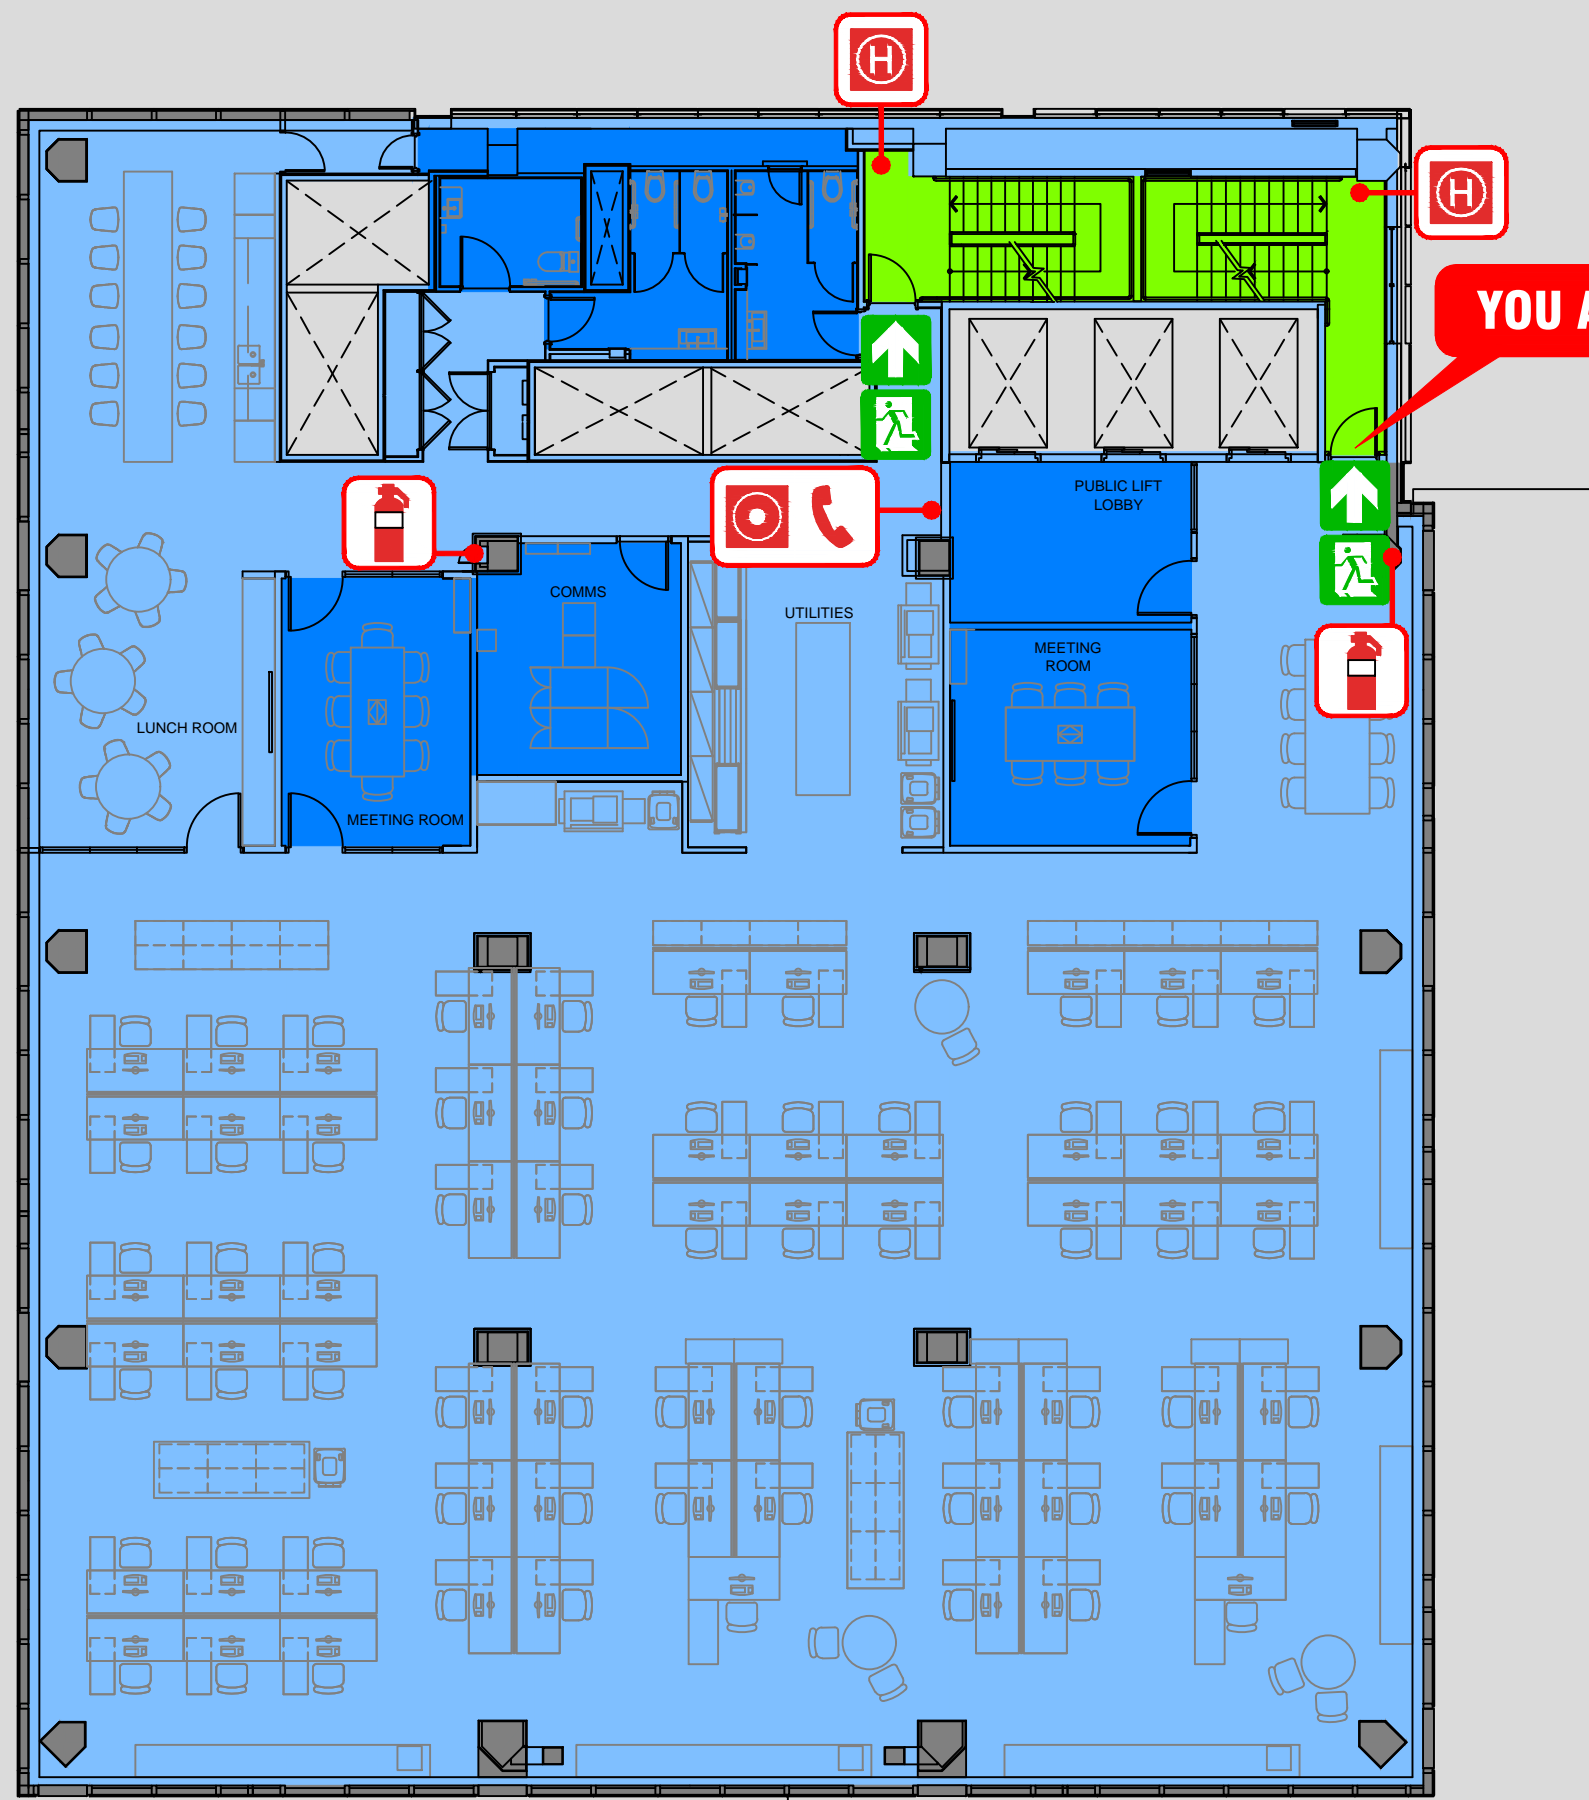 H
H
YOU A
PUBLIC LIFT
LOBBY
COMMS
UTILITIES
MEETING
ROOM
LUNCH ROOM
MEETING ROOM